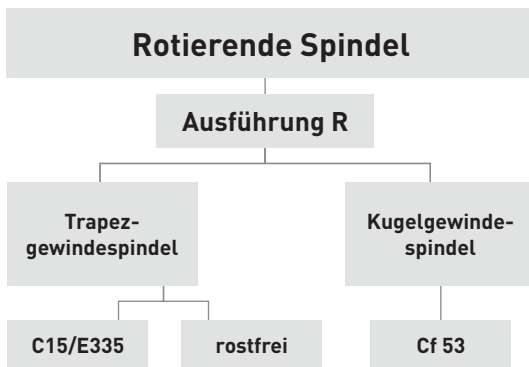 Rotierende Spindel
Ausführung R
Trapez-
gewindespindel
Kugelgewinde-
spindel
C15/E335
rostfrei
Cf 53